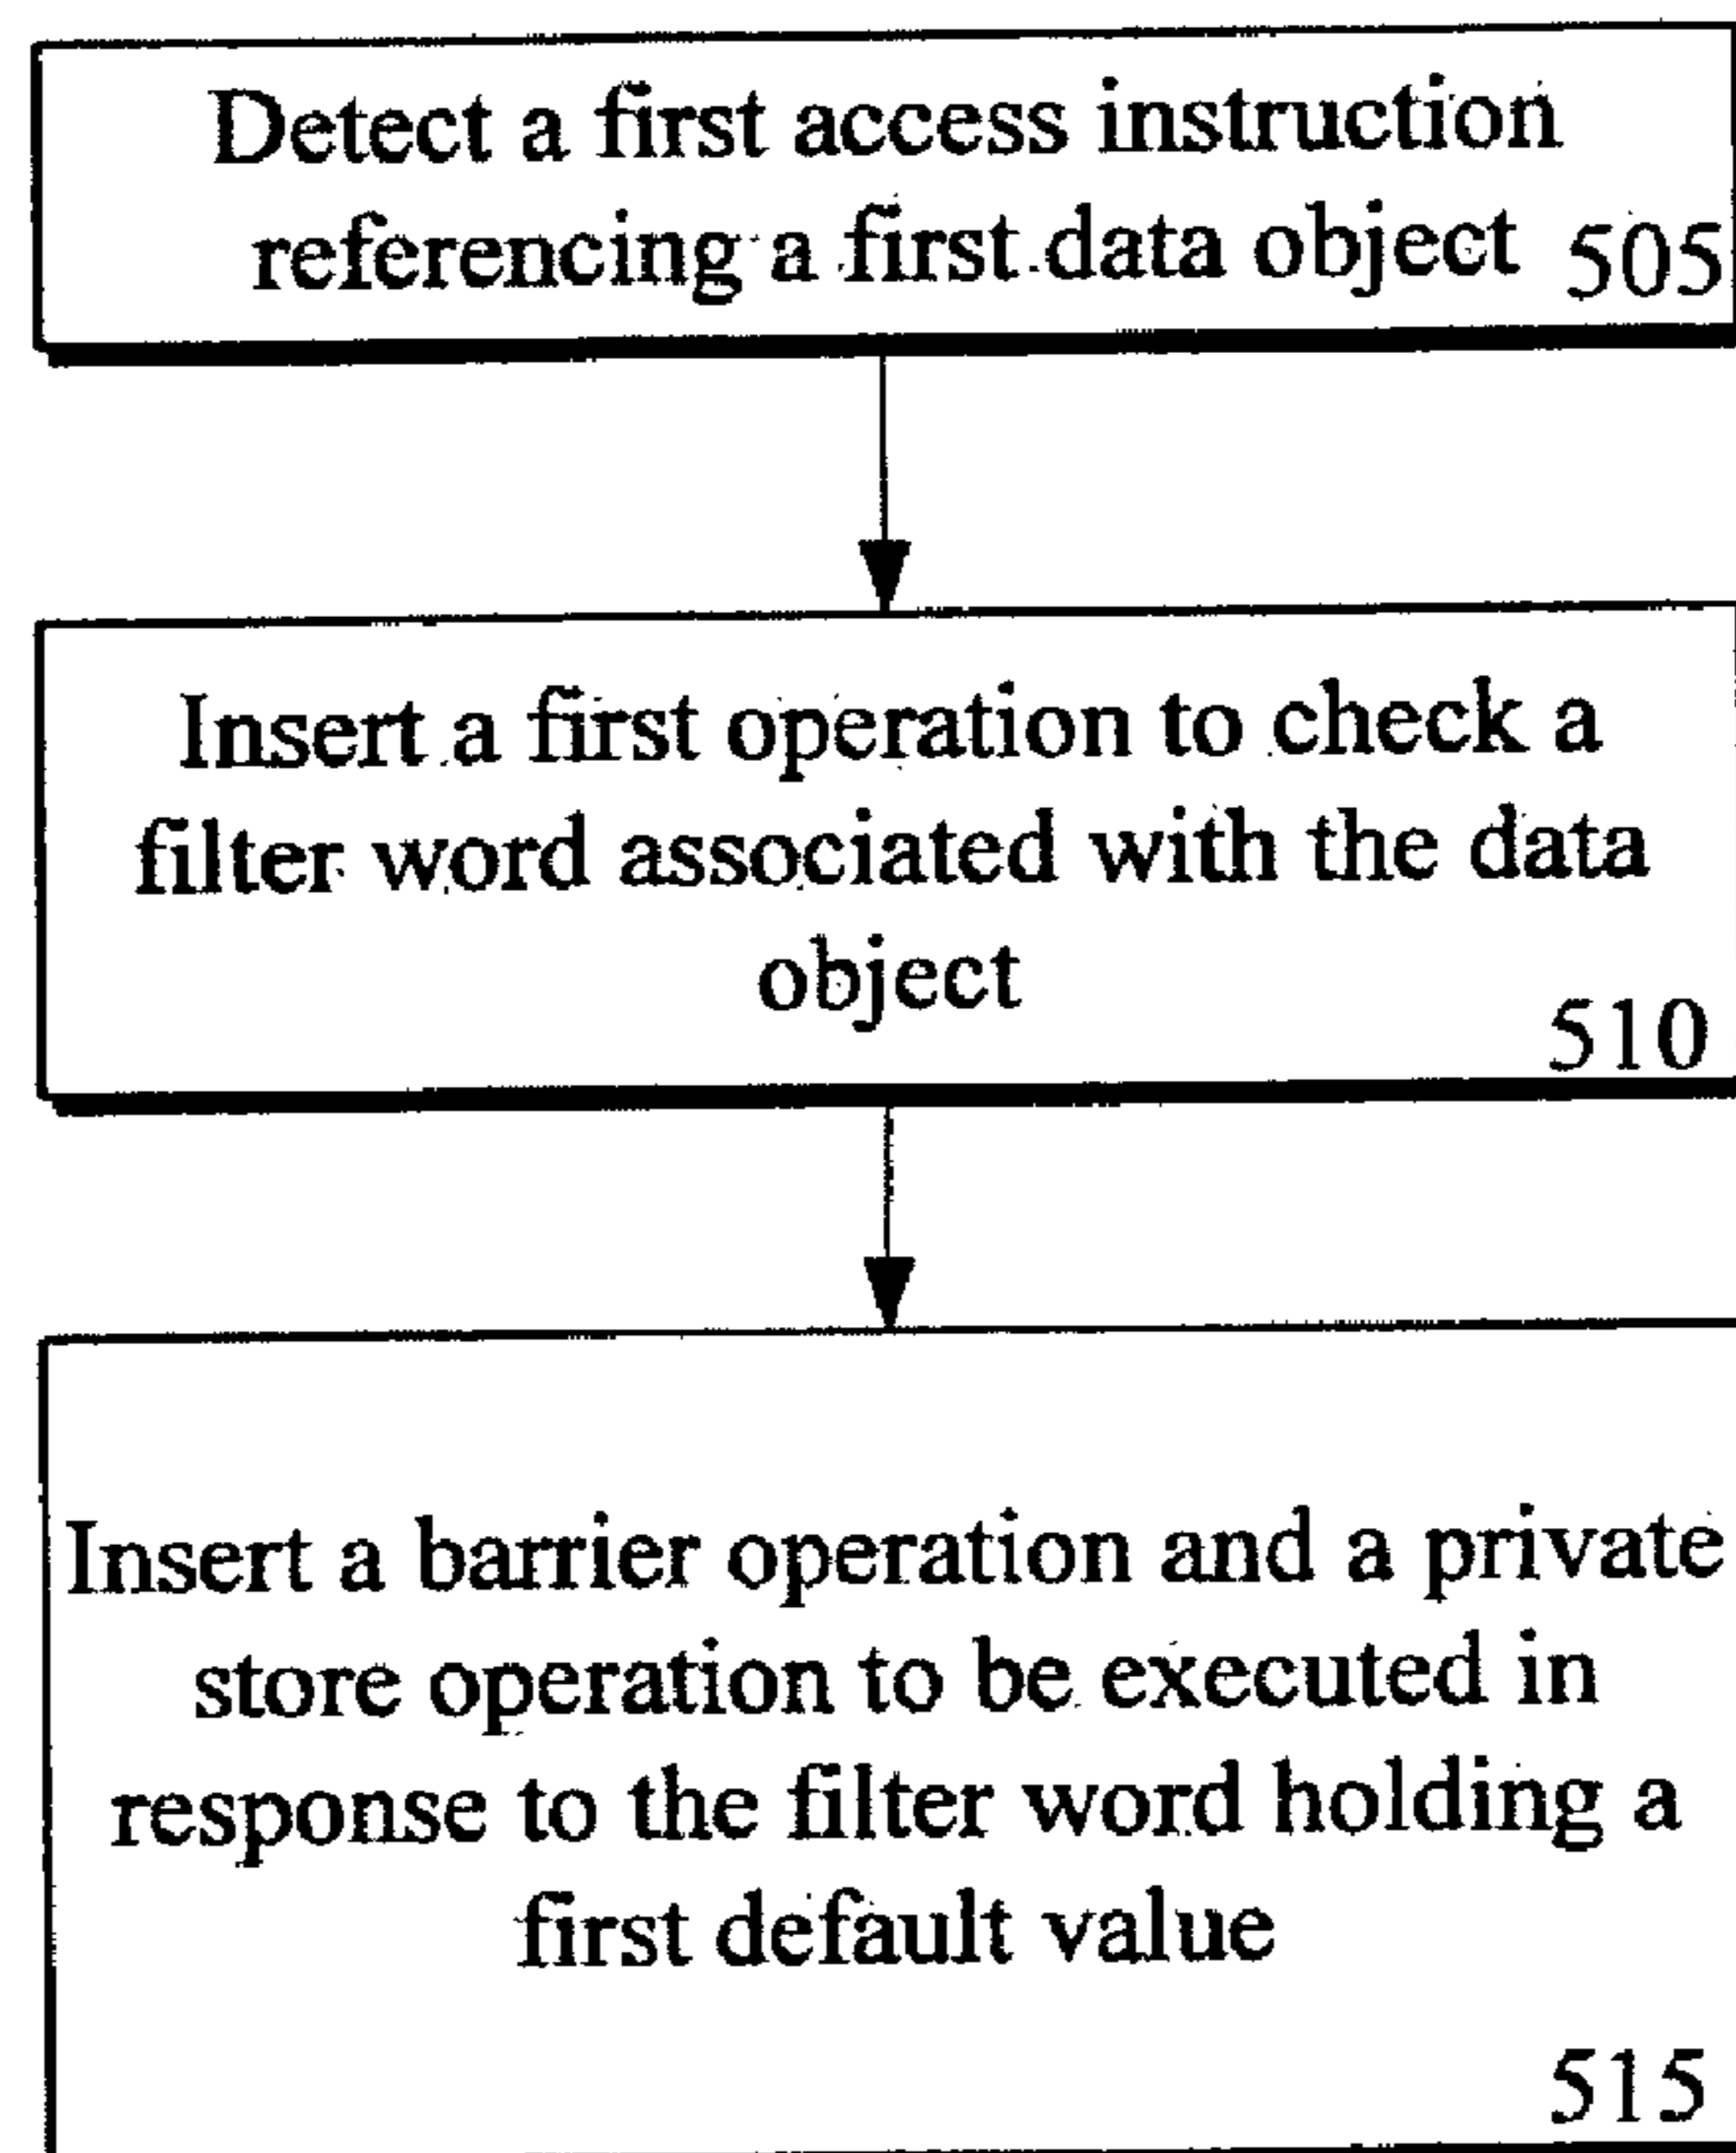 Detect a first access instruction
referencing a first data object 505
Insert a first operation to check a
filter word associated with the data
object
510
Insert a barrier operation and a private
store operation to be executed in
response to the filter word holding a
first default value
515